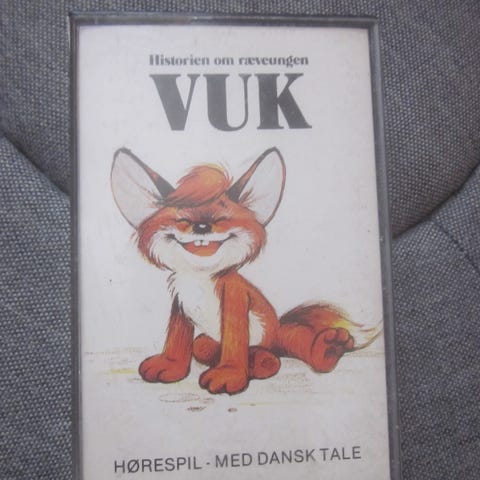 Historien om ræveungen
VUK
HØRESPIL - MED DANSK TALE